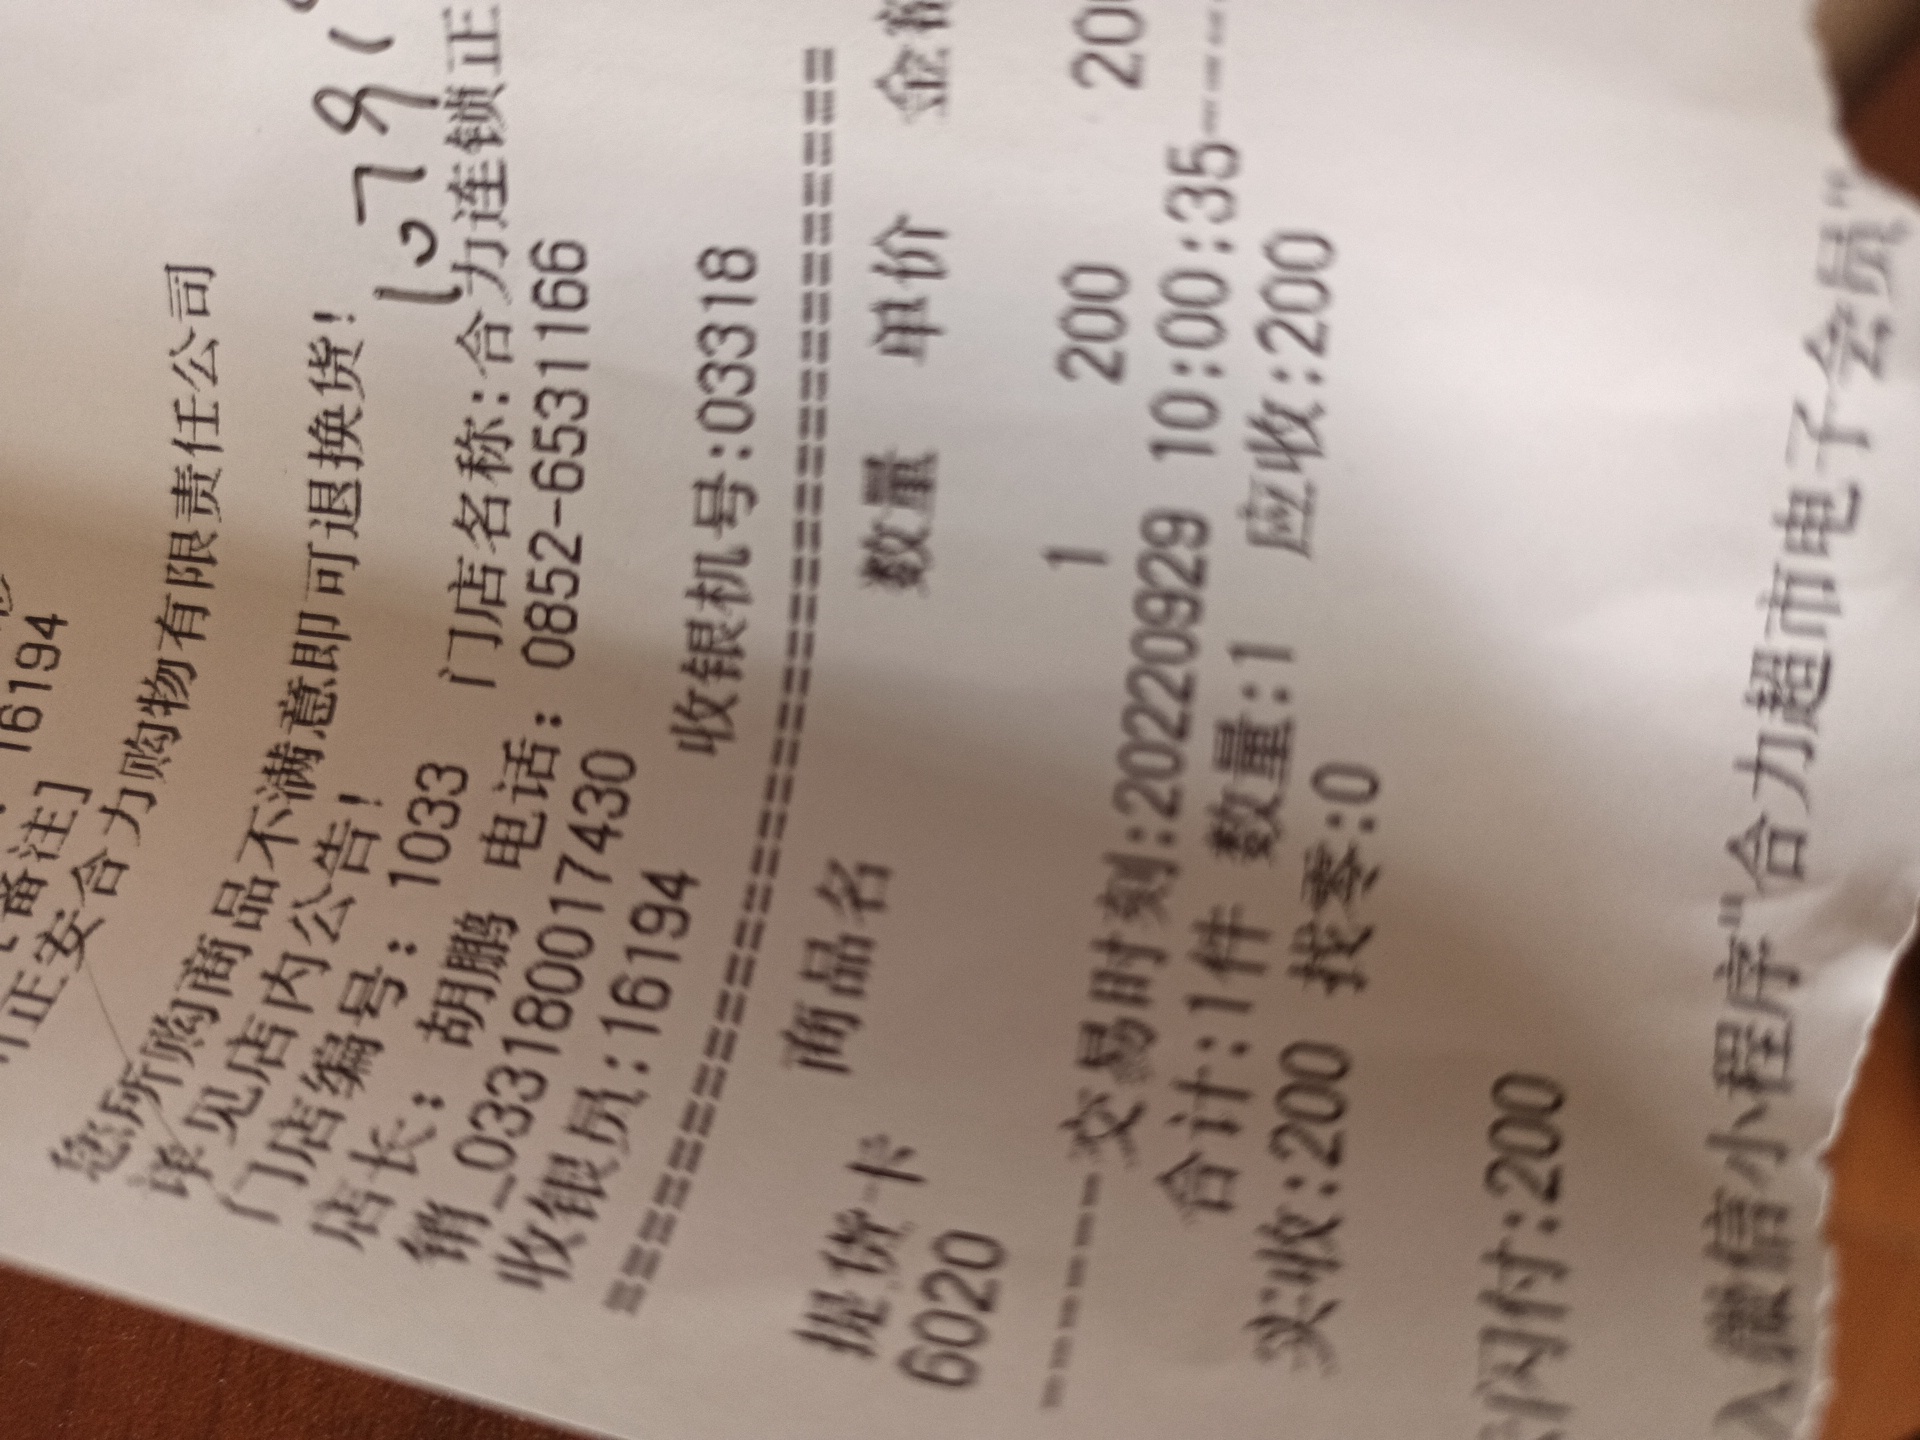 16194
备注]
正安合力购物有限责任公司
您所购商品不满意即可退换货!
详见店内公告!
门店编号: 1033 门店名称:合力连锁正
店长: 胡鹏 电话: 0852-6531166
销_033180017430
收银员:16194 收银机号:03318
================================
商品名 数量 单价 金额
提货卡
6020 1 200 20
-----交易时刻:20220929 10:00:35----
合计:1件 数量:1 应收:200
实收:200 找零:0
闪付:200
入微信小程序"合力超市电子会员"